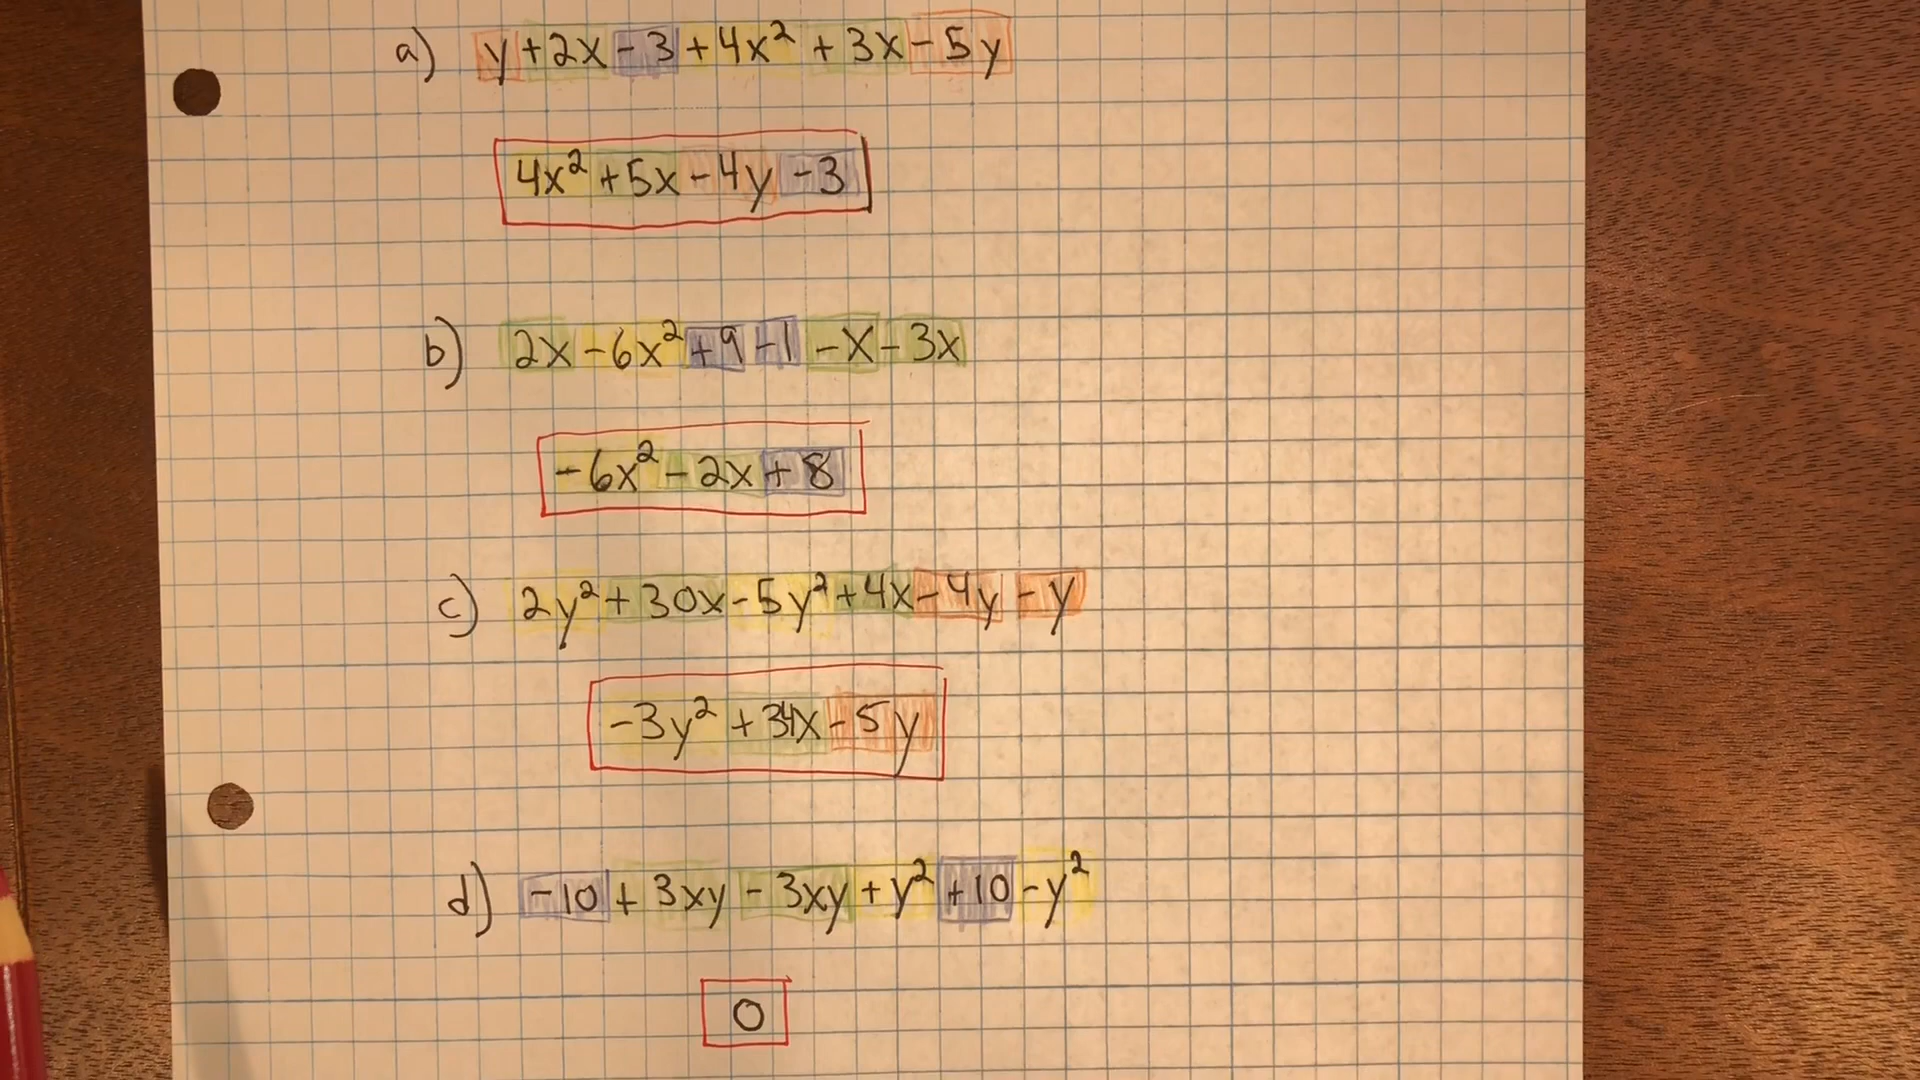 a) y + 2x - 3 + 4x² + 3x - 5y
4x² + 5x - 4y - 3
b) 2x - 6x² + 9 - 1 - x - 3x
-6x² - 2x + 8
c) 2y² + 30x - 5y² + 4x - 4y - y
-3y² + 34x - 5y
d) -10 + 3xy - 3xy + y² + 10 - y²
0